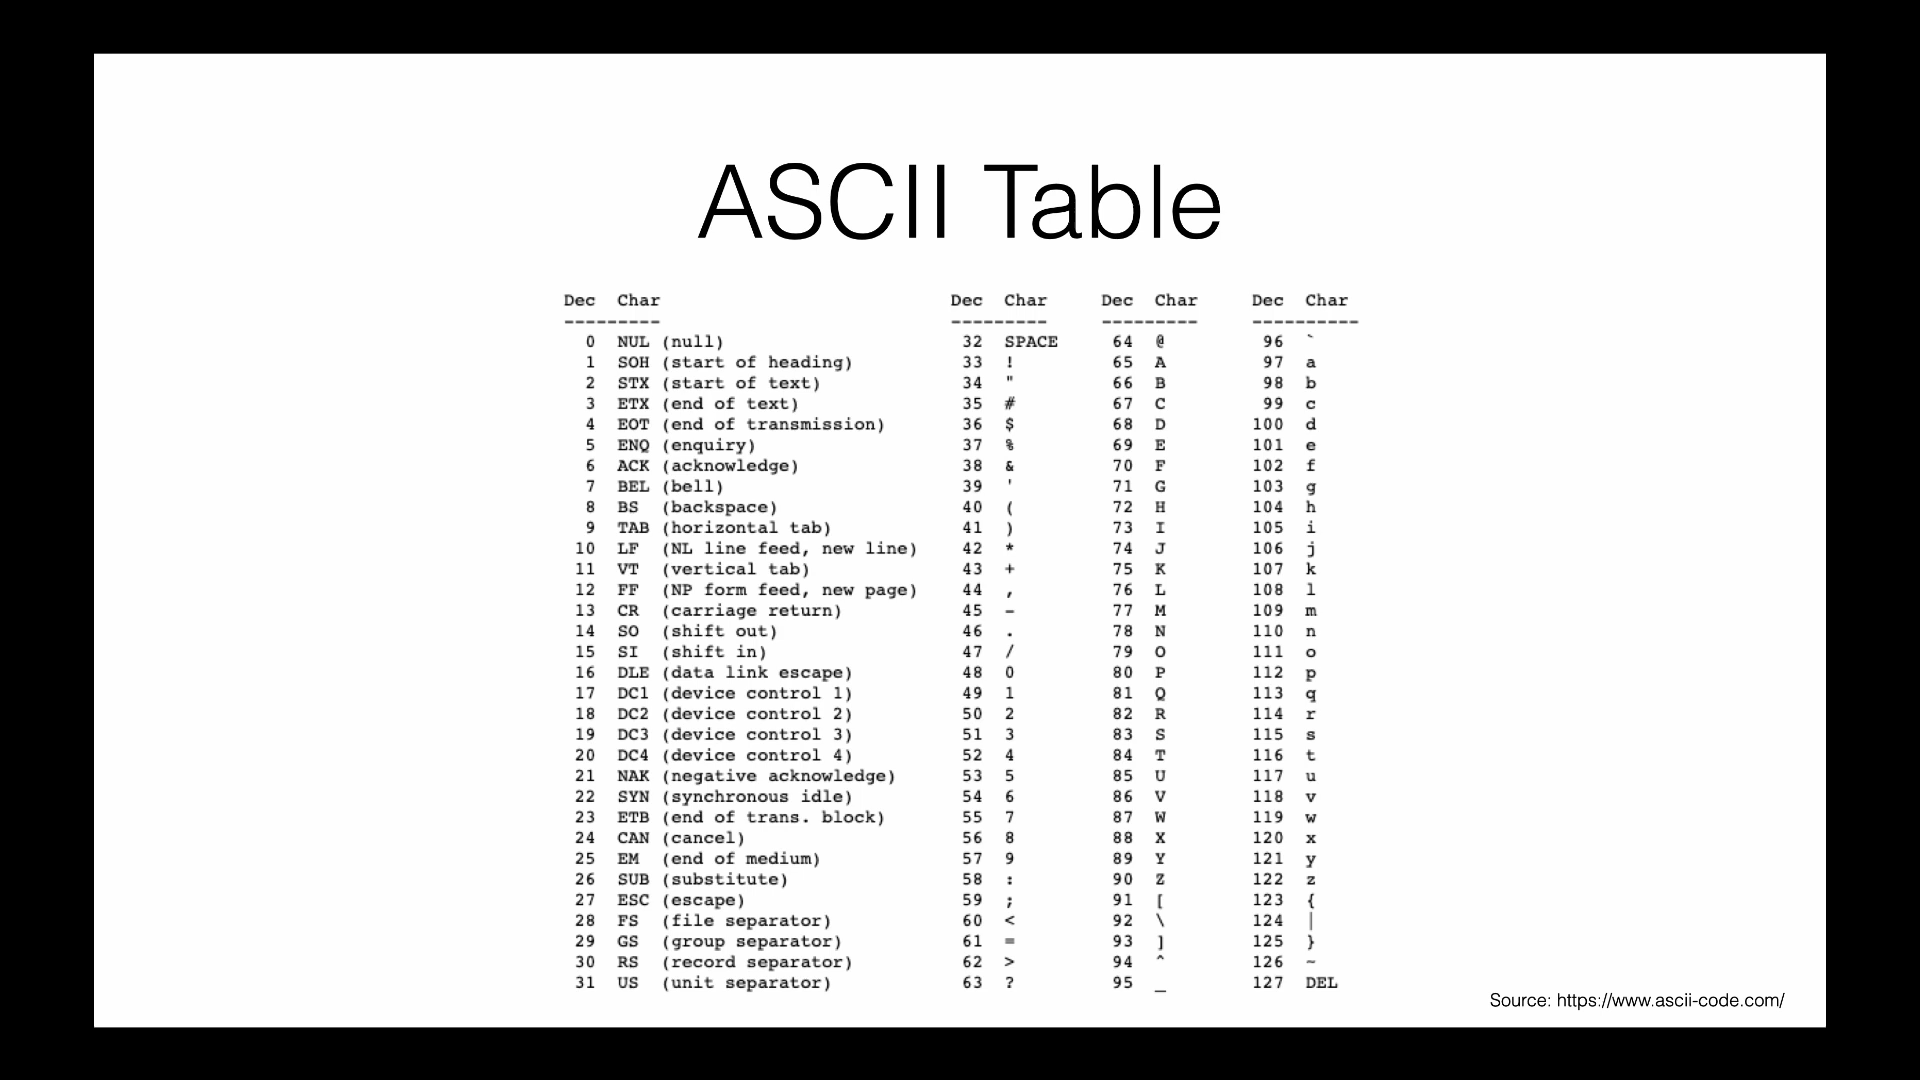 ASCII Table
Dec  Char                           Dec  Char     Dec  Char     Dec  Char
---------                           ---------     ---------     ----------
  0  NUL (null)                      32  SPACE     64  @         96  `
  1  SOH (start of heading)          33  !         65  A         97  a
  2  STX (start of text)             34  "         66  B         98  b
  3  ETX (end of text)               35  #         67  C         99  c
  4  EOT (end of transmission)       36  $         68  D        100  d
  5  ENQ (enquiry)                   37  %         69  E        101  e
  6  ACK (acknowledge)               38  &         70  F        102  f
  7  BEL (bell)                      39  '         71  G        103  g
  8  BS  (backspace)                 40  (         72  H        104  h
  9  TAB (horizontal tab)            41  )         73  I        105  i
 10  LF  (NL line feed, new line)    42  *         74  J        106  j
 11  VT  (vertical tab)              43  +         75  K        107  k
 12  FF  (NP form feed, new page)    44  ,         76  L        108  l
 13  CR  (carriage return)           45  -         77  M        109  m
 14  SO  (shift out)                 46  .         78  N        110  n
 15  SI  (shift in)                  47  /         79  O        111  o
 16  DLE (data link escape)          48  0         80  P        112  p
 17  DC1 (device control 1)          49  1         81  Q        113  q
 18  DC2 (device control 2)          50  2         82  R        114  r
 19  DC3 (device control 3)          51  3         83  S        115  s
 20  DC4 (device control 4)          52  4         84  T        116  t
 21  NAK (negative acknowledge)      53  5         85  U        117  u
 22  SYN (synchronous idle)          54  6         86  V        118  v
 23  ETB (end of trans. block)       55  7         87  W        119  w
 24  CAN (cancel)                    56  8         88  X        120  x
 25  EM  (end of medium)             57  9         89  Y        121  y
 26  SUB (substitute)                58  :         90  Z        122  z
 27  ESC (escape)                    59  ;         91  [        123  {
 28  FS  (file separator)            60  <         92  \        124  |
 29  GS  (group separator)           61  =         93  ]        125  }
 30  RS  (record separator)          62  >         94  ^        126  ~
 31  US  (unit separator)            63  ?         95  _        127  DEL
Source: https://www.ascii-code.com/